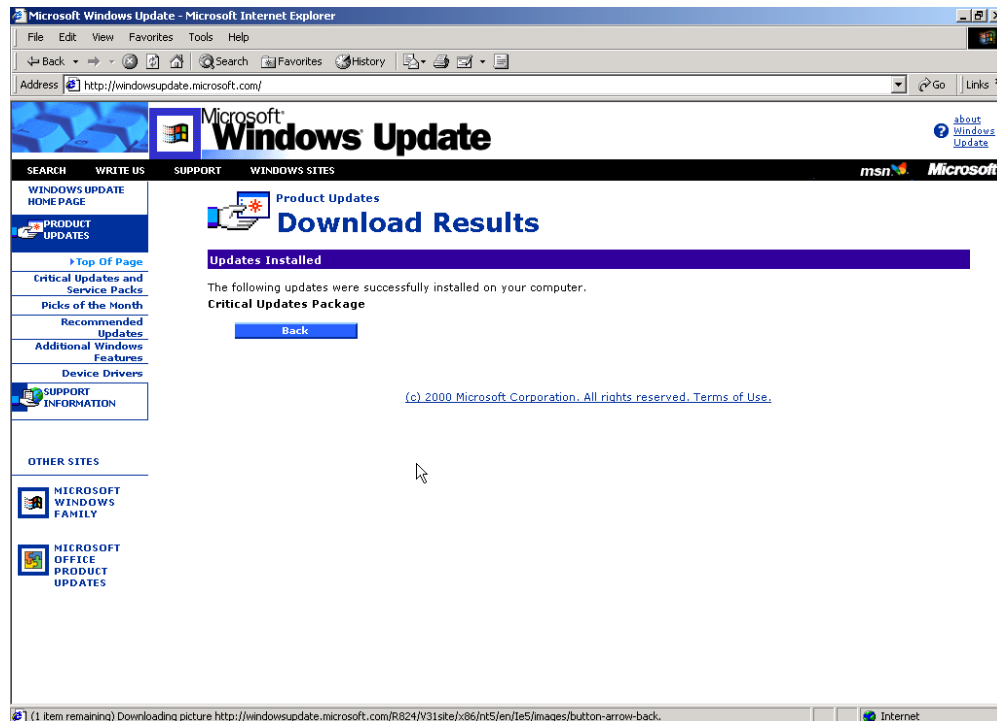 Microsoft Windows Update - Microsoft Internet Explorer
File Edit View Favorites Tools Help
Back Search Favorites History
Address http://windowsupdate.microsoft.com/ Go Links
Microsoft
Windows Update
about
Windows
Update
SEARCH WRITE US SUPPORT WINDOWS SITES msn Microsoft
WINDOWS UPDATE
HOME PAGE
PRODUCT
UPDATES
Top Of Page
Critical Updates and
Service Packs
Picks of the Month
Recommended
Updates
Additional Windows
Features
Device Drivers
SUPPORT
INFORMATION
OTHER SITES
MICROSOFT
WINDOWS
FAMILY
MICROSOFT
OFFICE
PRODUCT
UPDATES
Product Updates
Download Results
Updates Installed
The following updates were successfully installed on your computer.
Critical Updates Package
Back
(c) 2000 Microsoft Corporation. All rights reserved. Terms of Use.
(1 item remaining) Downloading picture http://windowsupdate.microsoft.com/R824/V31site/x86/nt5/en/Ie5/images/button-arrow-back. Internet